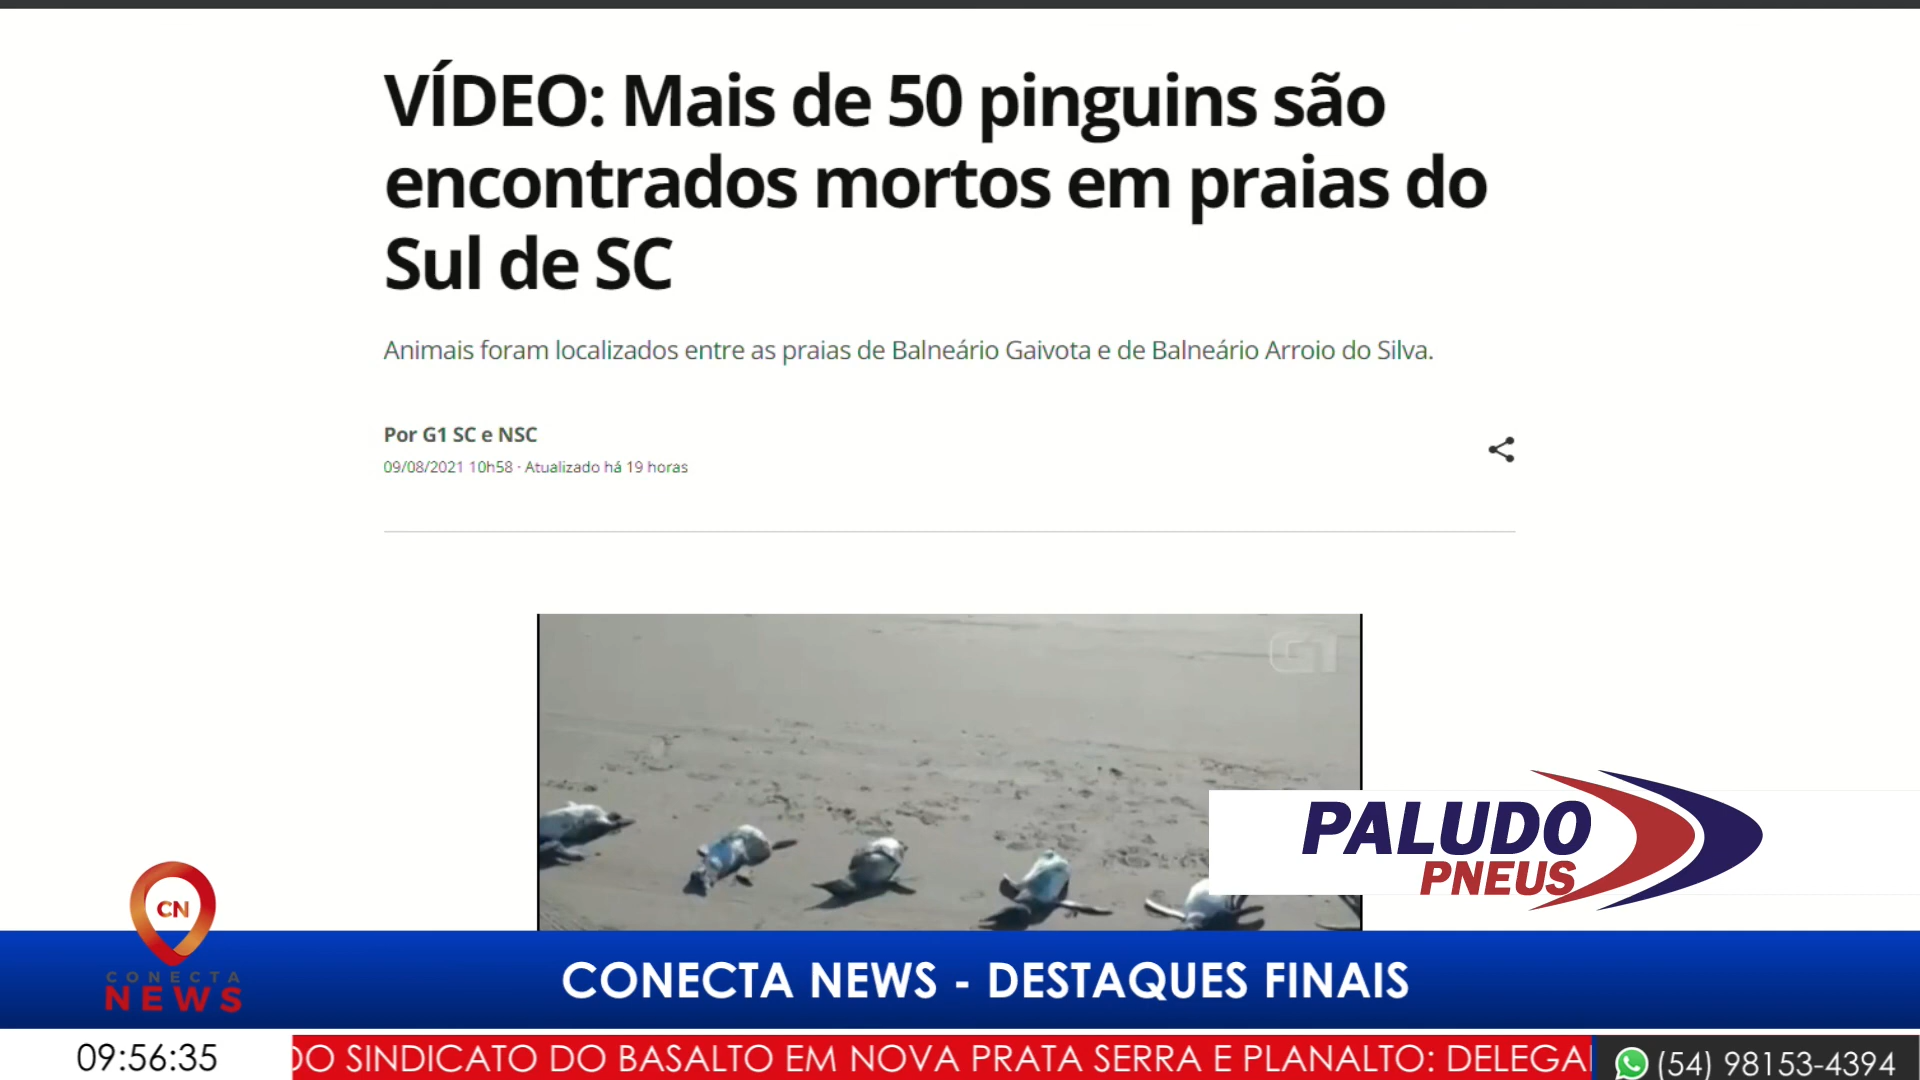 VÍDEO: Mais de 50 pinguins são
encontrados mortos em praias do
Sul de SC
Animais foram localizados entre as praias de Balneário Gaivota e de Balneário Arroio do Silva.
Por G1 SC e NSC
09/08/2021 10h58 · Atualizado há 19 horas
G1
PALUDO
PNEUS
CN
CONECTA
NEWS
CONECTA NEWS - DESTAQUES FINAIS
09:56:35
DO SINDICATO DO BASALTO EM NOVA PRATA SERRA E PLANALTO: DELEGA
(54) 98153-4394